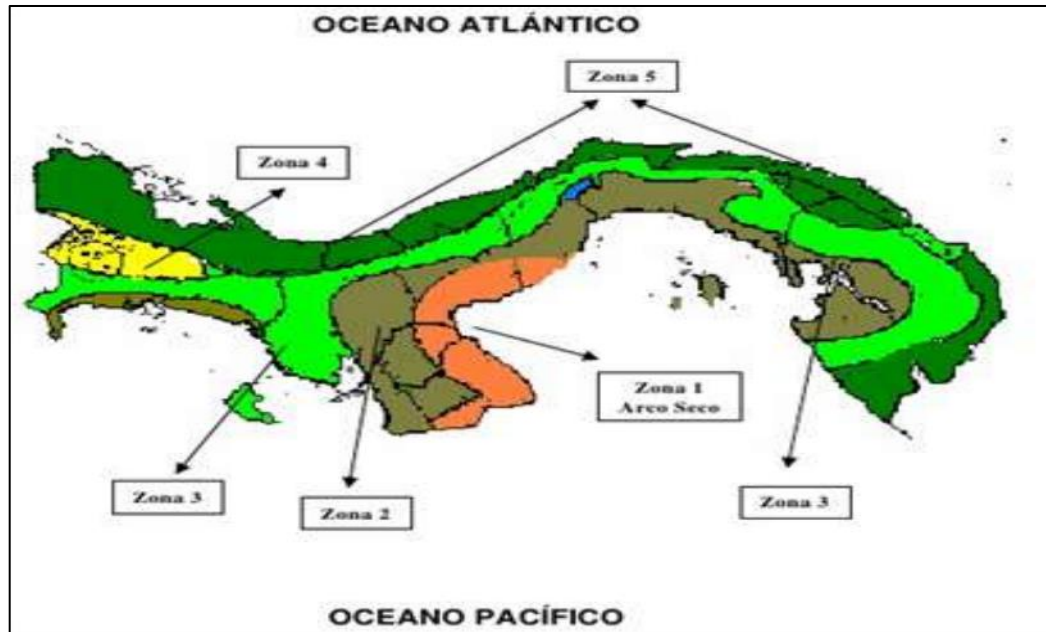 OCEANO ATLÁNTICO
Zona 5
Zona 4
Zona 1
Arco Seco
Zona 3
Zona 2
Zona 3
OCEANO PACÍFICO